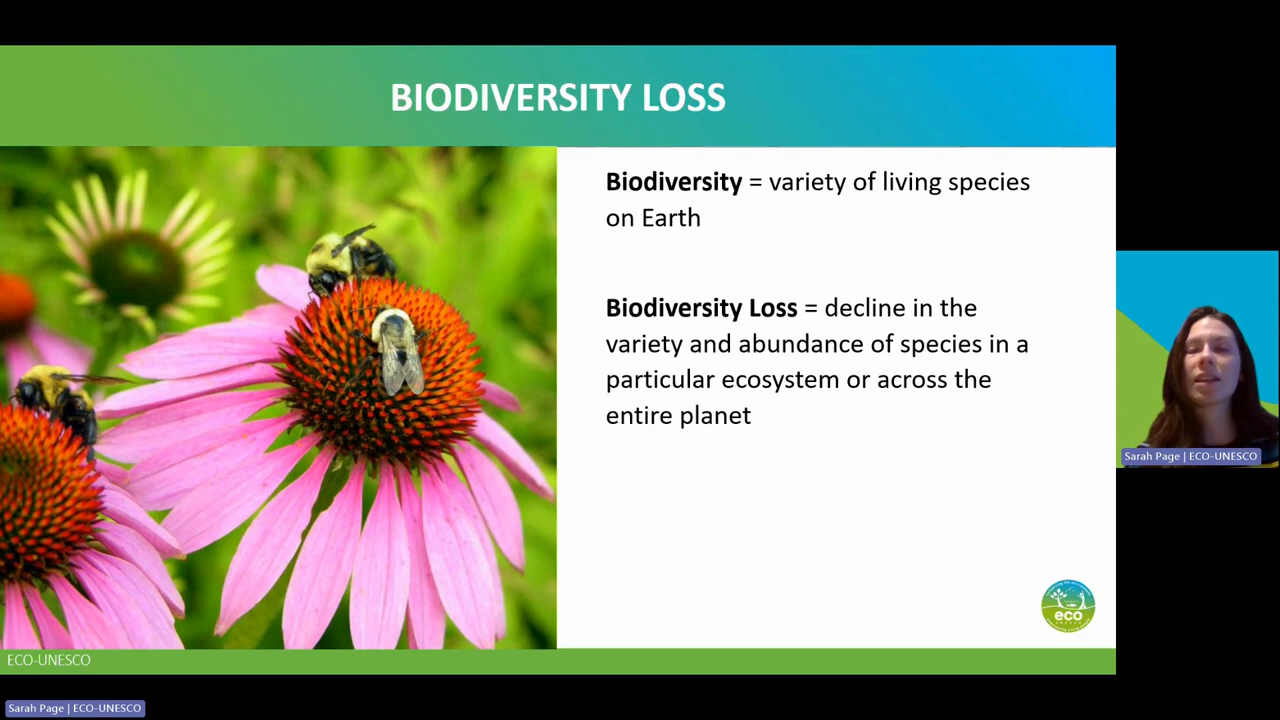 BIODIVERSITY LOSS
Biodiversity = variety of living species
on Earth
Biodiversity Loss = decline in the
variety and abundance of species in a
particular ecosystem or across the
entire planet
eco
ECO-UNESCO
Sarah Page | ECO-UNESCO
Sarah Page | ECO-UNESCO